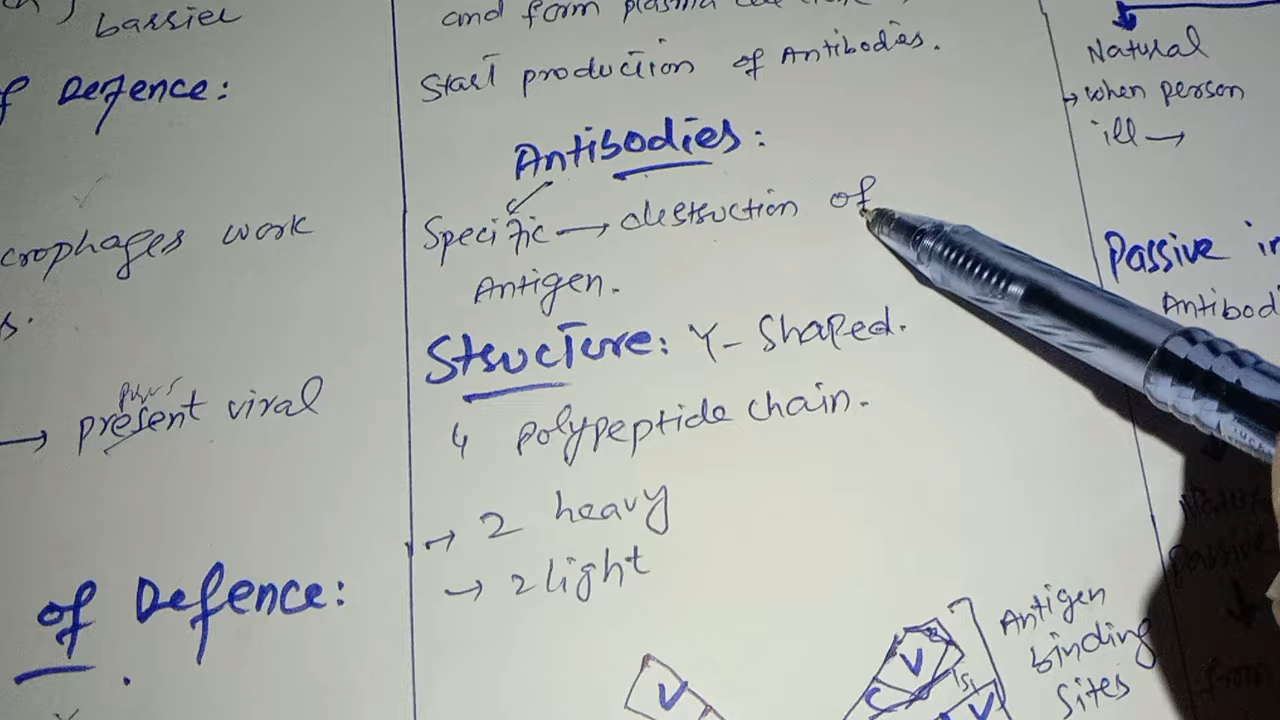 barrier
Defence:
crophages work
→ present viral
of Defence:
and form plasma
Start production of Antibodies.
Antibodies:
Specific → destruction of
Antigen.
Structure: Y- Shaped.
4 polypeptide chain.
→ 2 heavy
→ 2 light
V
V
V
Antigen
binding
Sites
Natural
→ when person
ill →
Passive
Antibod
Passive